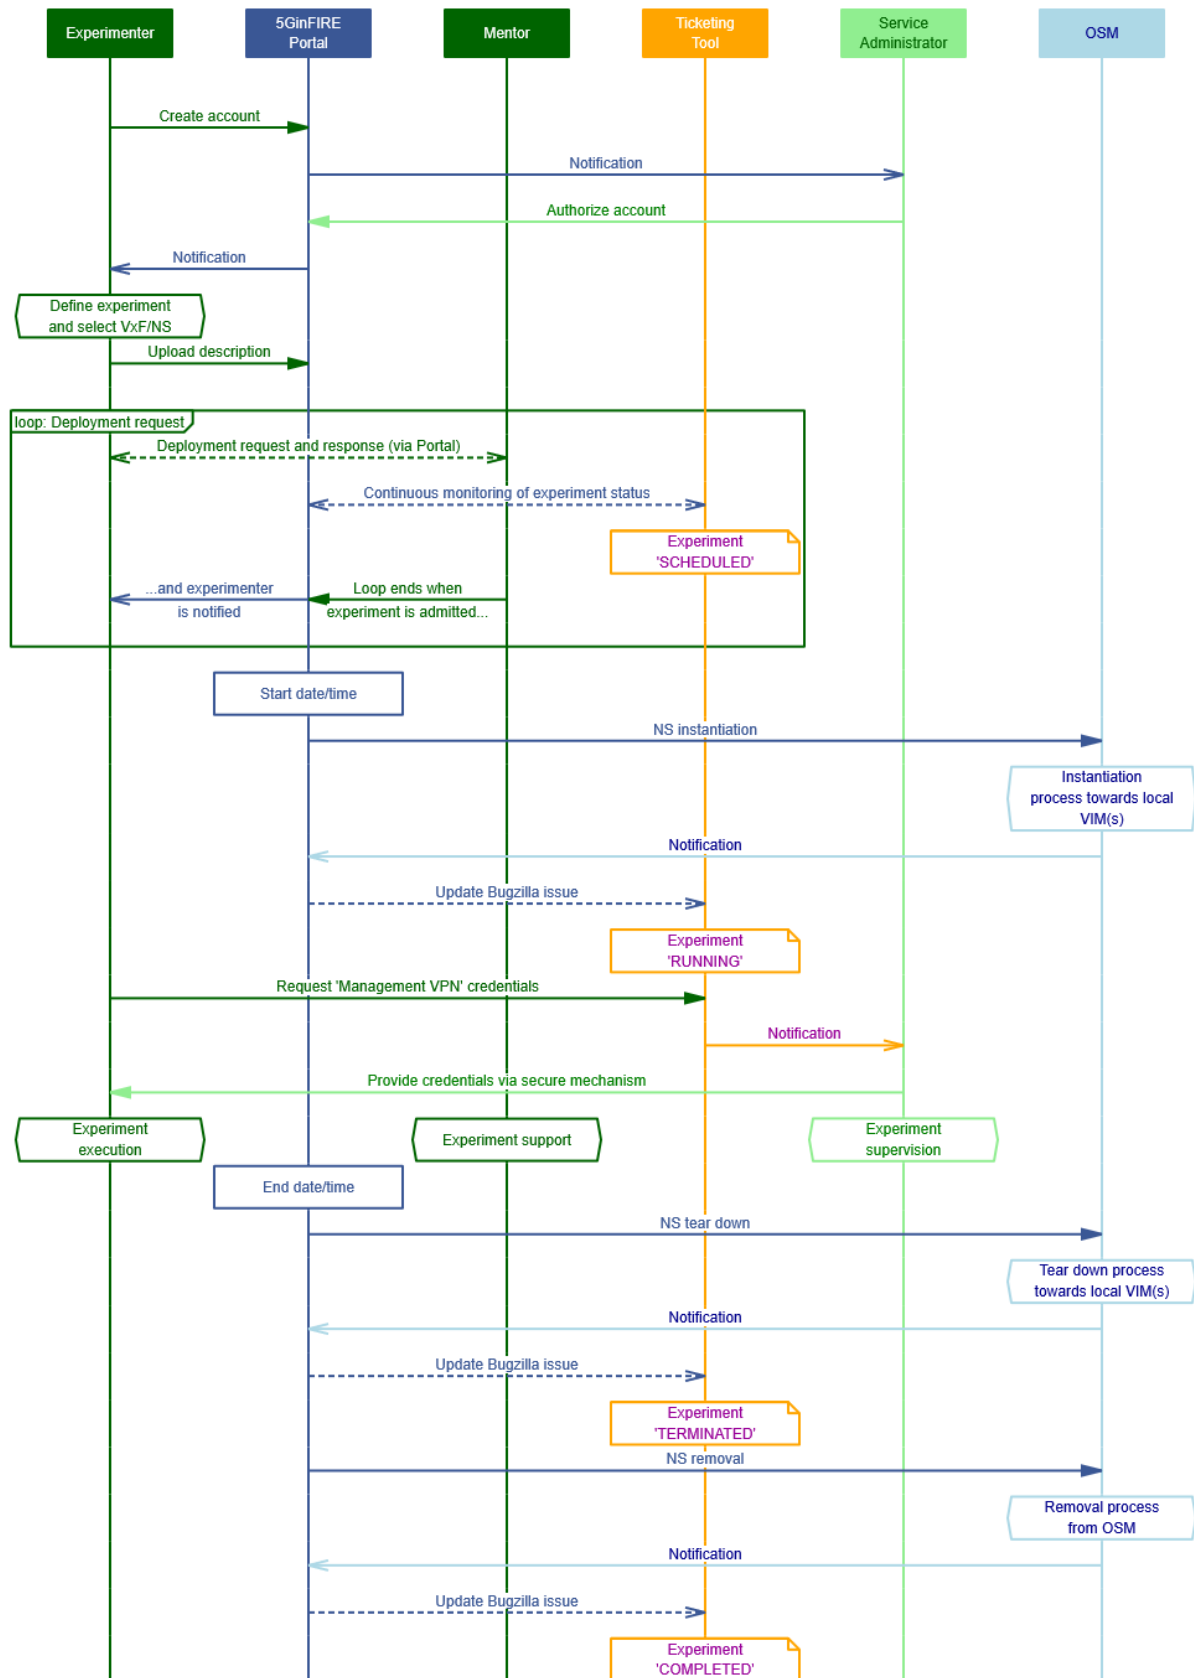 Experimenter
5GinFIRE
Portal
Mentor
Ticketing
Tool
Service
Administrator
OSM
Create account
Notification
Authorize account
Notification
Define experiment
and select VxF/NS
Upload description
loop: Deployment request
Deployment request and response (via Portal)
Continuous monitoring of experiment status
Experiment
'SCHEDULED'
...and experimenter
is notified
Loop ends when
experiment is admitted...
Start date/time
NS instantiation
Instantiation
process towards local
VIM(s)
Notification
Update Bugzilla issue
Experiment
'RUNNING'
Request 'Management VPN' credentials
Notification
Provide credentials via secure mechanism
Experiment
execution
Experiment support
Experiment
supervision
End date/time
NS tear down
Tear down process
towards local VIM(s)
Notification
Update Bugzilla issue
Experiment
'TERMINATED'
NS removal
Removal process
from OSM
Notification
Update Bugzilla issue
Experiment
'COMPLETED'